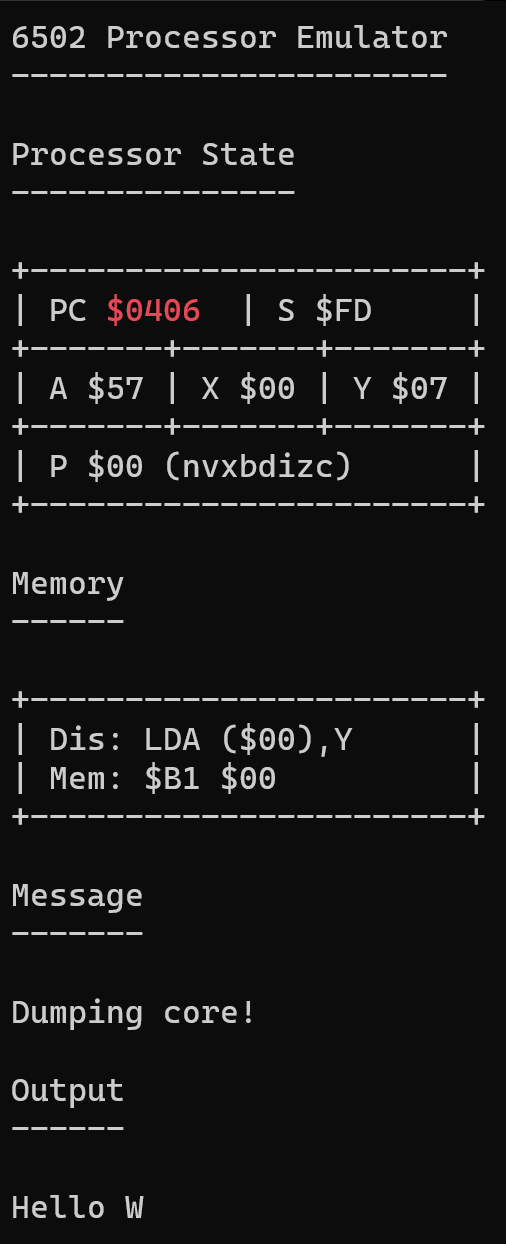 6502 Processor Emulator
-----------------------
Processor State
---------------
+-----------------------+
| PC $0406  | S $FD     |
+-------+-------+-------+
| A $57 | X $00 | Y $07 |
+-------+-------+-------+
| P $00 (nvxbdizc)      |
+-----------------------+
Memory
------
+-----------------------+
| Dis: LDA ($00),Y      |
| Mem: $B1 $00          |
+-----------------------+
Message
-------
Dumping core!
Output
------
Hello W